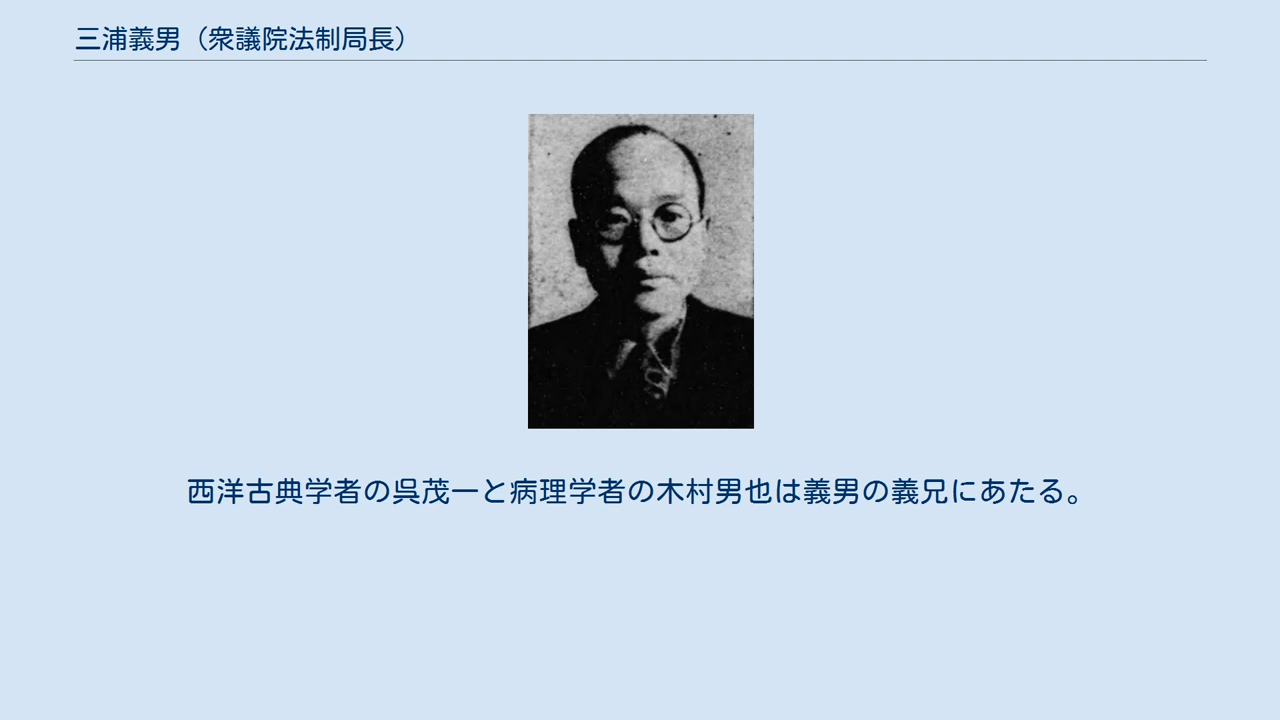 三浦義男（衆議院法制局長）
西洋古典学者の呉茂一と病理学者の木村男也は義男の義兄にあたる。